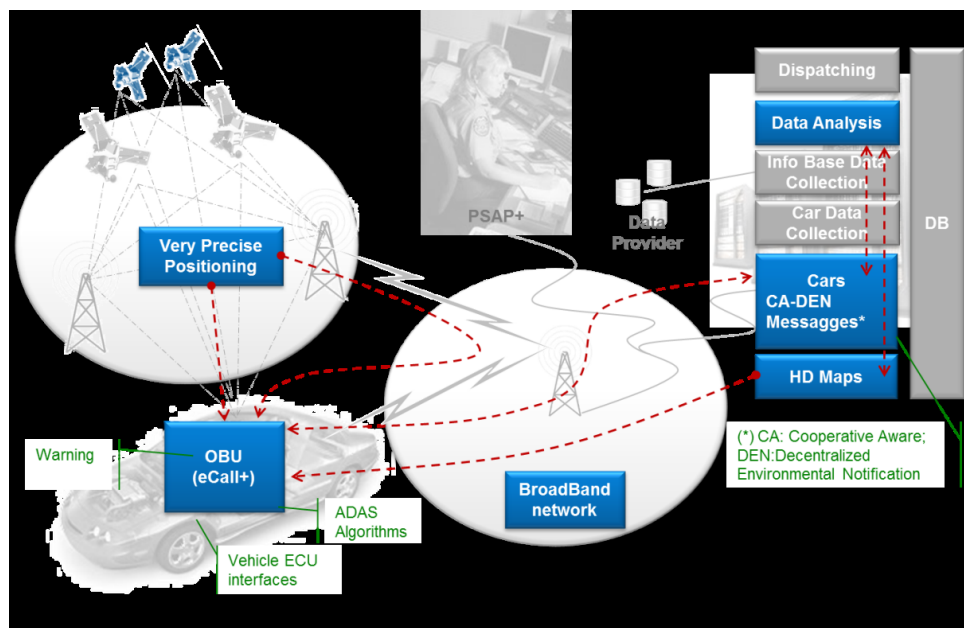 Dispatching
Data Analysis
Info Base Data
Collection
Car Data
Collection
DB
PSAP+
Data
Provider
Very Precise
Positioning
Cars
CA-DEN
Messagges*
HD Maps
(*) CA: Cooperative Aware;
DEN:Decentralized
Environmental Notification
Warning
OBU
(eCall+)
ADAS
Algorithms
BroadBand
network
Vehicle ECU
interfaces